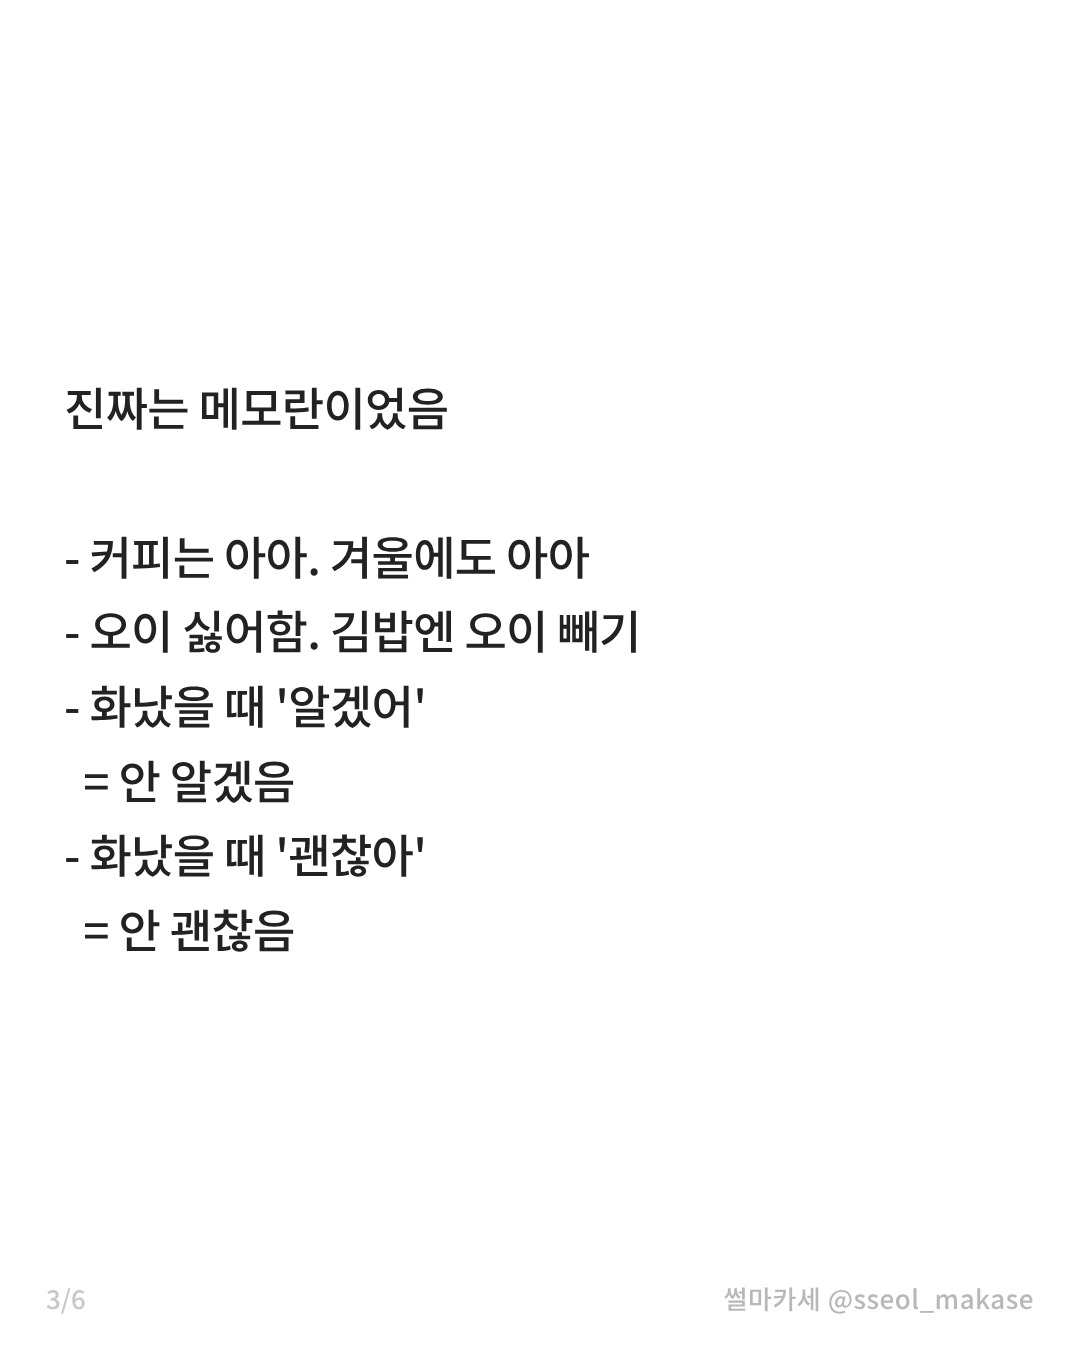 진짜는 메모란이었음
- 커피는 아아. 겨울에도 아아
- 오이 싫어함. 김밥엔 오이 빼기
- 화났을 때 '알겠어'
= 안 알겠음
- 화났을 때 '괜찮아'
= 안 괜찮음
3/6
썰마카세 @sseol_makase